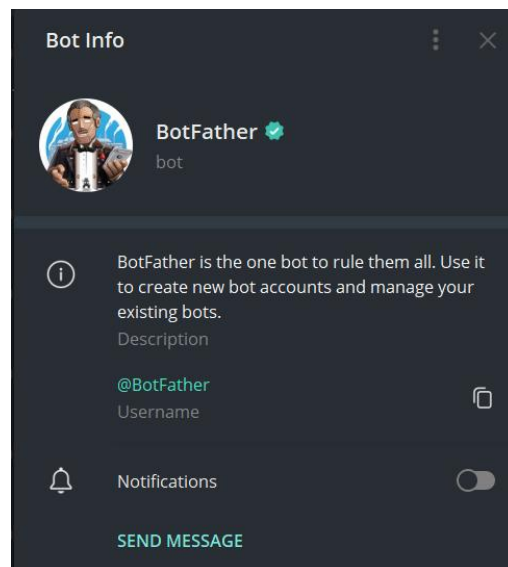 Bot Info
BotFather
bot
BotFather is the one bot to rule them all. Use it
to create new bot accounts and manage your
existing bots.
Description
@BotFather
Username
Notifications
SEND MESSAGE